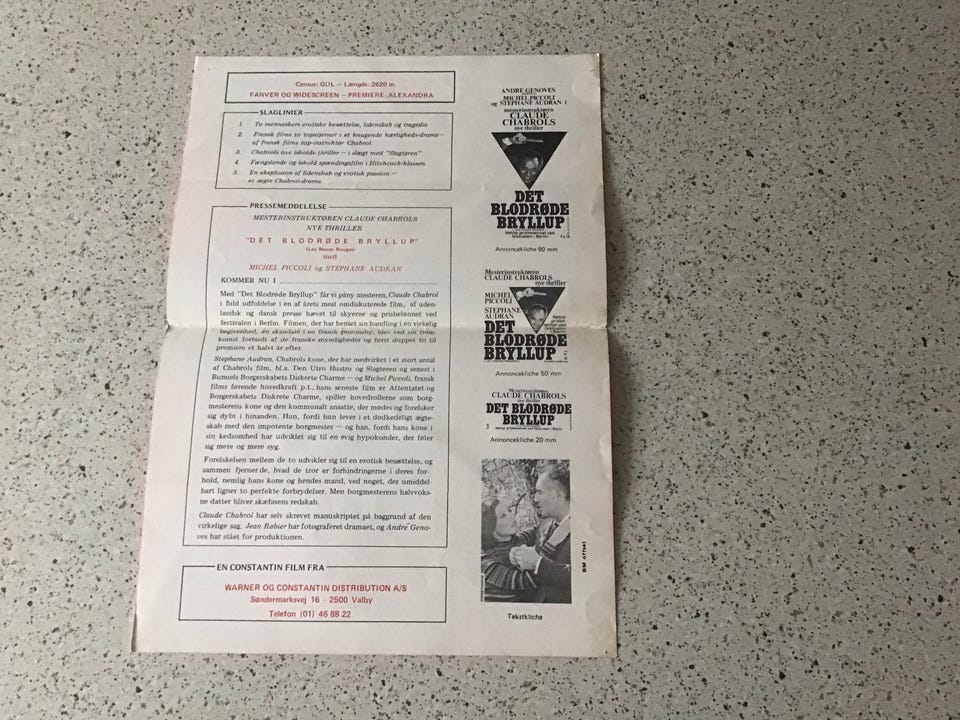 Censur: GUL — Længde: 2020 m.
FARVER OG WIDESCREEN — PREMIERE: ALEXANDRA
SLAGLINIER
1. To menneskers erotiske besættelse, lidenskab og tragedie.
2. Fransk films to topstjerner i et knugende kærligheds-drama—
af fransk films top-instruktør Chabrol.
3. Chabrols nye iskolde thriller — i slægt med "Slagteren".
4. Fængslende og iskold spændingsfilm i Hitchcock-klassen
5. En eksplosion af lidenskab og erotisk passion —
et ægte Chabrol-drama.
PRESSEMEDDELELSE
MESTERINSTRUKTØREN CLAUDE CHABROLS
NYE THRILLER
"DET BLODRØDE BRYLLUP"
(Les Noces Rouges)
med
MICHEL PICCOLI og STEPHANE AUDRAN
KOMMER NU I
Med "Det Blodrøde Bryllup" får vi påny mesteren, Claude Chabrol
i fuld udfoldelse i en af årets mest omdiskuterede film, af uden-
landsk og dansk presse hævet til skyerne og prisbelønnet ved
festivalen i Berlin. Filmen, der har hentet sin handling i en virkelig
begivenhed, en skandale i en fransk provinsby, blev ved sin frem-
komst forbudt af de franske myndigheder og først sluppet fri til
premiere et halvt år efter.
Stephane Audran, Chabrols kone, der har medvirket i et stort antal
af Chabrols film, bl.a. Den Utro Hustru og Slagteren og senest i
Bunuels Borgerskabets Diskrete Charme — og Michel Piccoli, fransk
films førende hovedkraft p.t., hans seneste film er Attentatet og
Borgerskabets Diskrete Charme, spiller hovedrollerne som borg-
mesterens kone og den kommunalt ansatte, der mødes og forelsker
sig dybt i hinanden. Hun, fordi hun lever i et dødkedeligt ægte-
skab med den impotente borgmester — og han, fordi hans kone i
sin kedsomhed har udviklet sig til en evig hypokonder, der føler
sig mere og mere syg.
Forelskelsen mellem de to udvikler sig til en erotisk besættelse, og
sammen fjerner de, hvad de tror er forhindringerne i deres for-
hold, nemlig hans kone og hendes mand, ved noget, der umiddel-
bart ligner to perfekte forbrydelser. Men borgmesterens halvvoks-
ne datter bliver skæbnens redskab.
Claude Chabrol har selv skrevet manuskriptet på baggrund af den
virkelige sag. Jean Rabier har fotograferet dramaet, og André Geno-
ves har stået for produktionen.
EN CONSTANTIN FILM FRA
WARNER OG CONSTANTIN DISTRIBUTION A/S
Søndermarksvej 16 - 2500 Valby
Telefon (01) 46 88 22
ANDRE GENOVES
MICHEL PICCOLI
og STEPHANE AUDRAN i
mesterinstruktøren
CLAUDE
CHABROLS
nye thriller
DET
BLODRØDE
BRYLLUP
Netop prisbelønnet ved
festivalen i Berlin
Annoncekliche 90 mm
Mesterinstruktøren
CLAUDE CHABROLS
nye thriller
MICHEL
PICCOLI
STEPHANE
AUDRAN
DET
BLODRØDE
BRYLLUP
Annoncekliche 50 mm
Mesterinstruktøren
CLAUDE CHABROLS
nye thriller
DET BLODRØDE
BRYLLUP
Netop prisbelønnet ved festivalen i Berlin
Annoncekliche 20 mm
BM offset
Tekstkliche